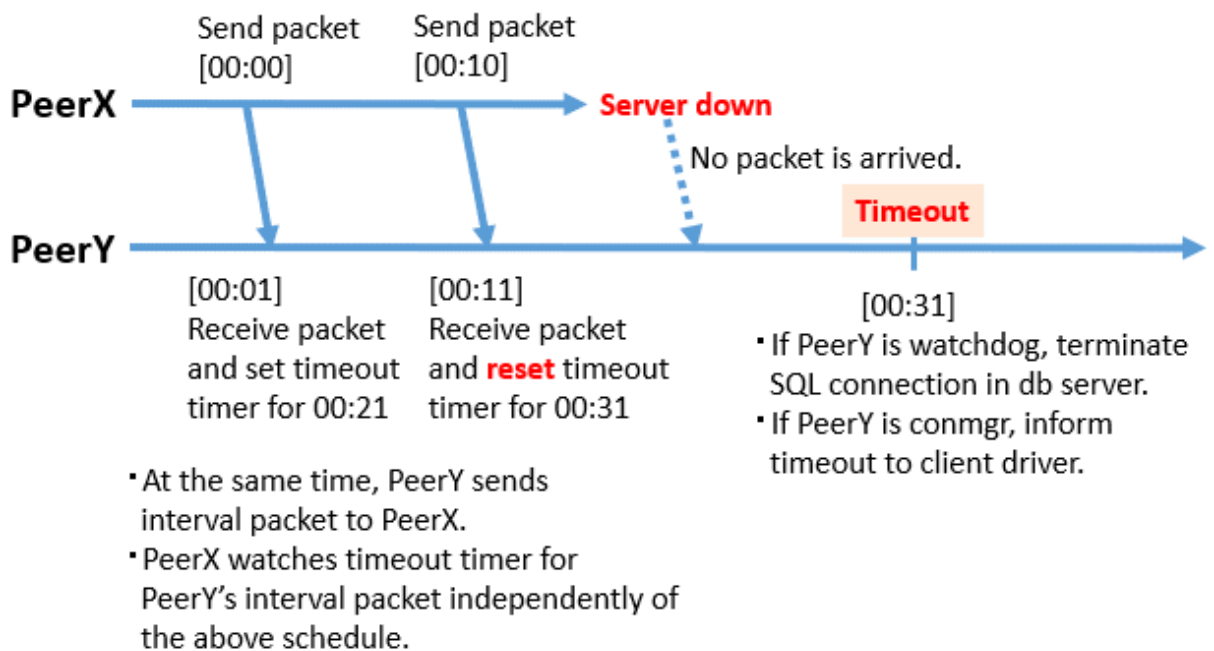 Send packet
[00:00]
Send packet
[00:10]
PeerX
Server down
No packet is arrived.
Timeout
PeerY
[00:01]
Receive packet
and set timeout
timer for 00:21
[00:11]
Receive packet
and reset timeout
timer for 00:31
[00:31]
・If PeerY is watchdog, terminate
SQL connection in db server.
・If PeerY is conmgr, inform
timeout to client driver.
・At the same time, PeerY sends
interval packet to PeerX.
・PeerX watches timeout timer for
PeerY’s interval packet independently of
the above schedule.